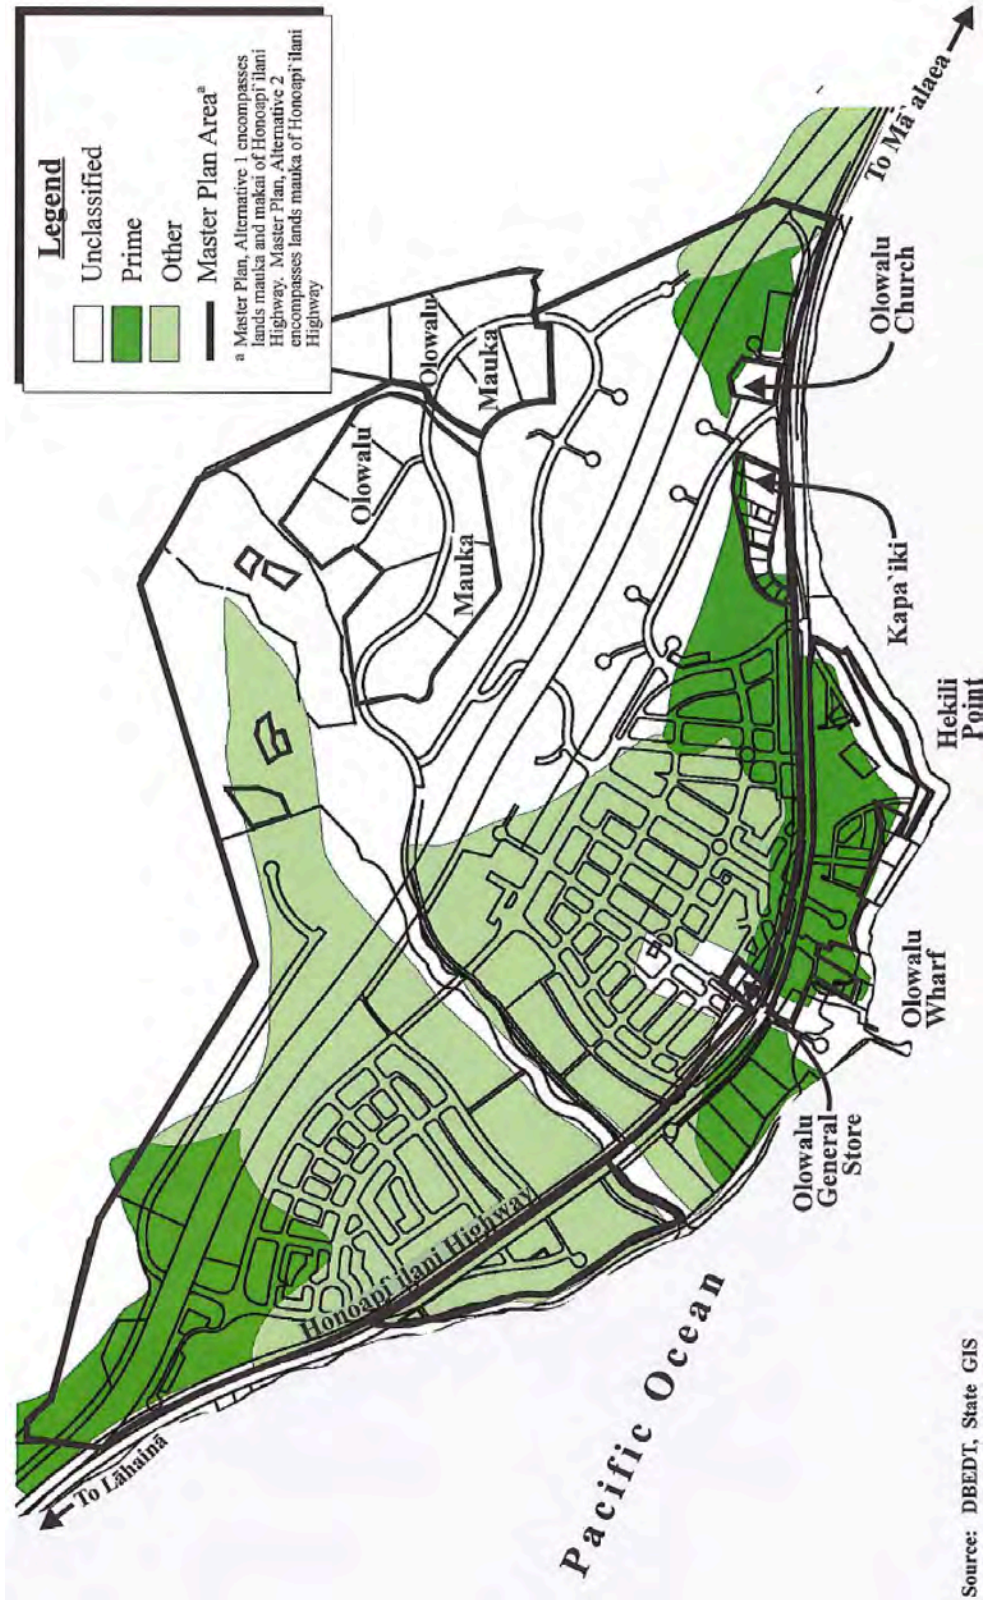 Legend
Unclassified
Prime
Other
Master Plan Areaª
a Master Plan, Alternative 1 encompasses
lands mauka and makai of Honoapi`ilani
Highway. Master Plan, Alternative 2
encompasses lands mauka of Honoapi`ilani
Highway
To Mā`alaea
Olowalu
Mauka
Olowalu
Mauka
Olowalu
Church
Kapa`iki
Hekili
Point
Olowalu
Wharf
Olowalu
General
Store
Honoapi`ilani Highway
To Lāhainā
Pacific Ocean
Source: DBEDT, State GIS